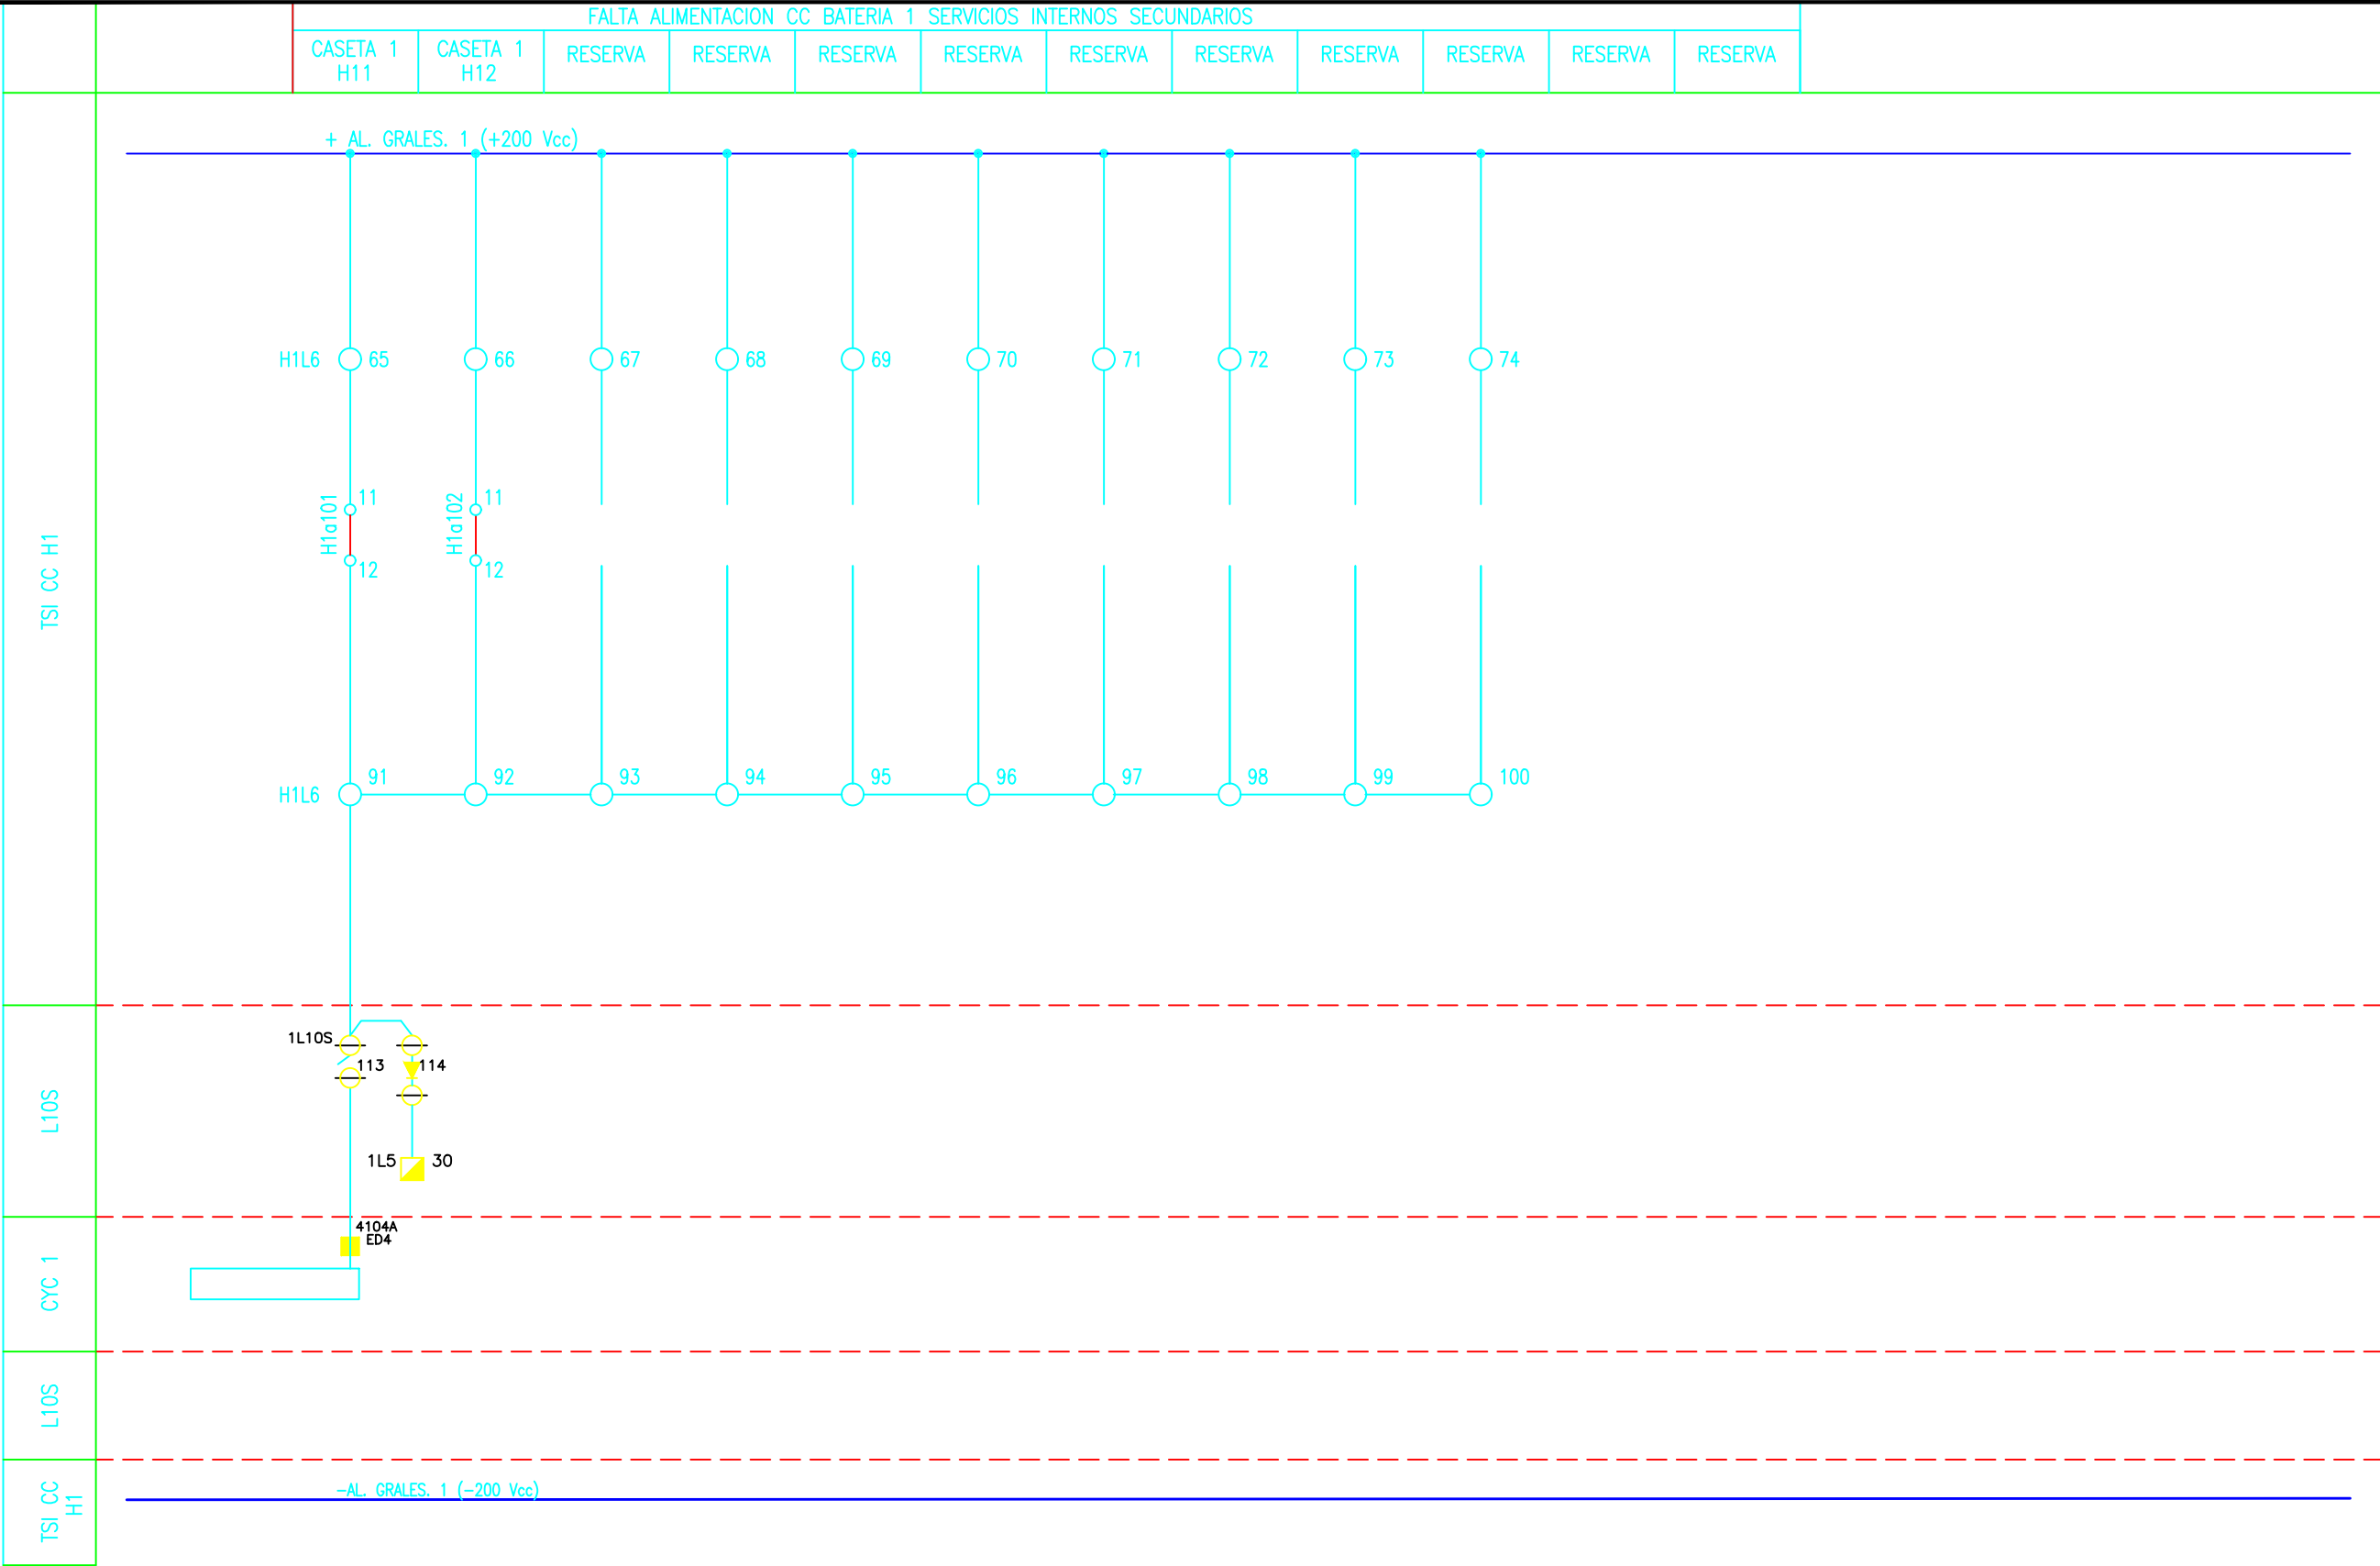 FALTA ALIMENTACION CC BATERIA 1 SERVICIOS INTERNOS SECUNDARIOS
CASETA 1
H11
CASETA 1
H12
RESERVA
RESERVA
RESERVA
RESERVA
RESERVA
RESERVA
RESERVA
RESERVA
RESERVA
RESERVA
+ AL. GRALES. 1 (+200 Vcc)
H1L6 65 66 67 68 69 70 71 72 73 74
TSI CC H1
H1a101
11
12
H1a102
11
12
H1L6 91 92 93 94 95 96 97 98 99 100
L10S
1L10S
113
114
1L5 30
CYC 1
4104A
ED4
L10S
TSI CC
H1
-AL. GRALES. 1 (-200 Vcc)